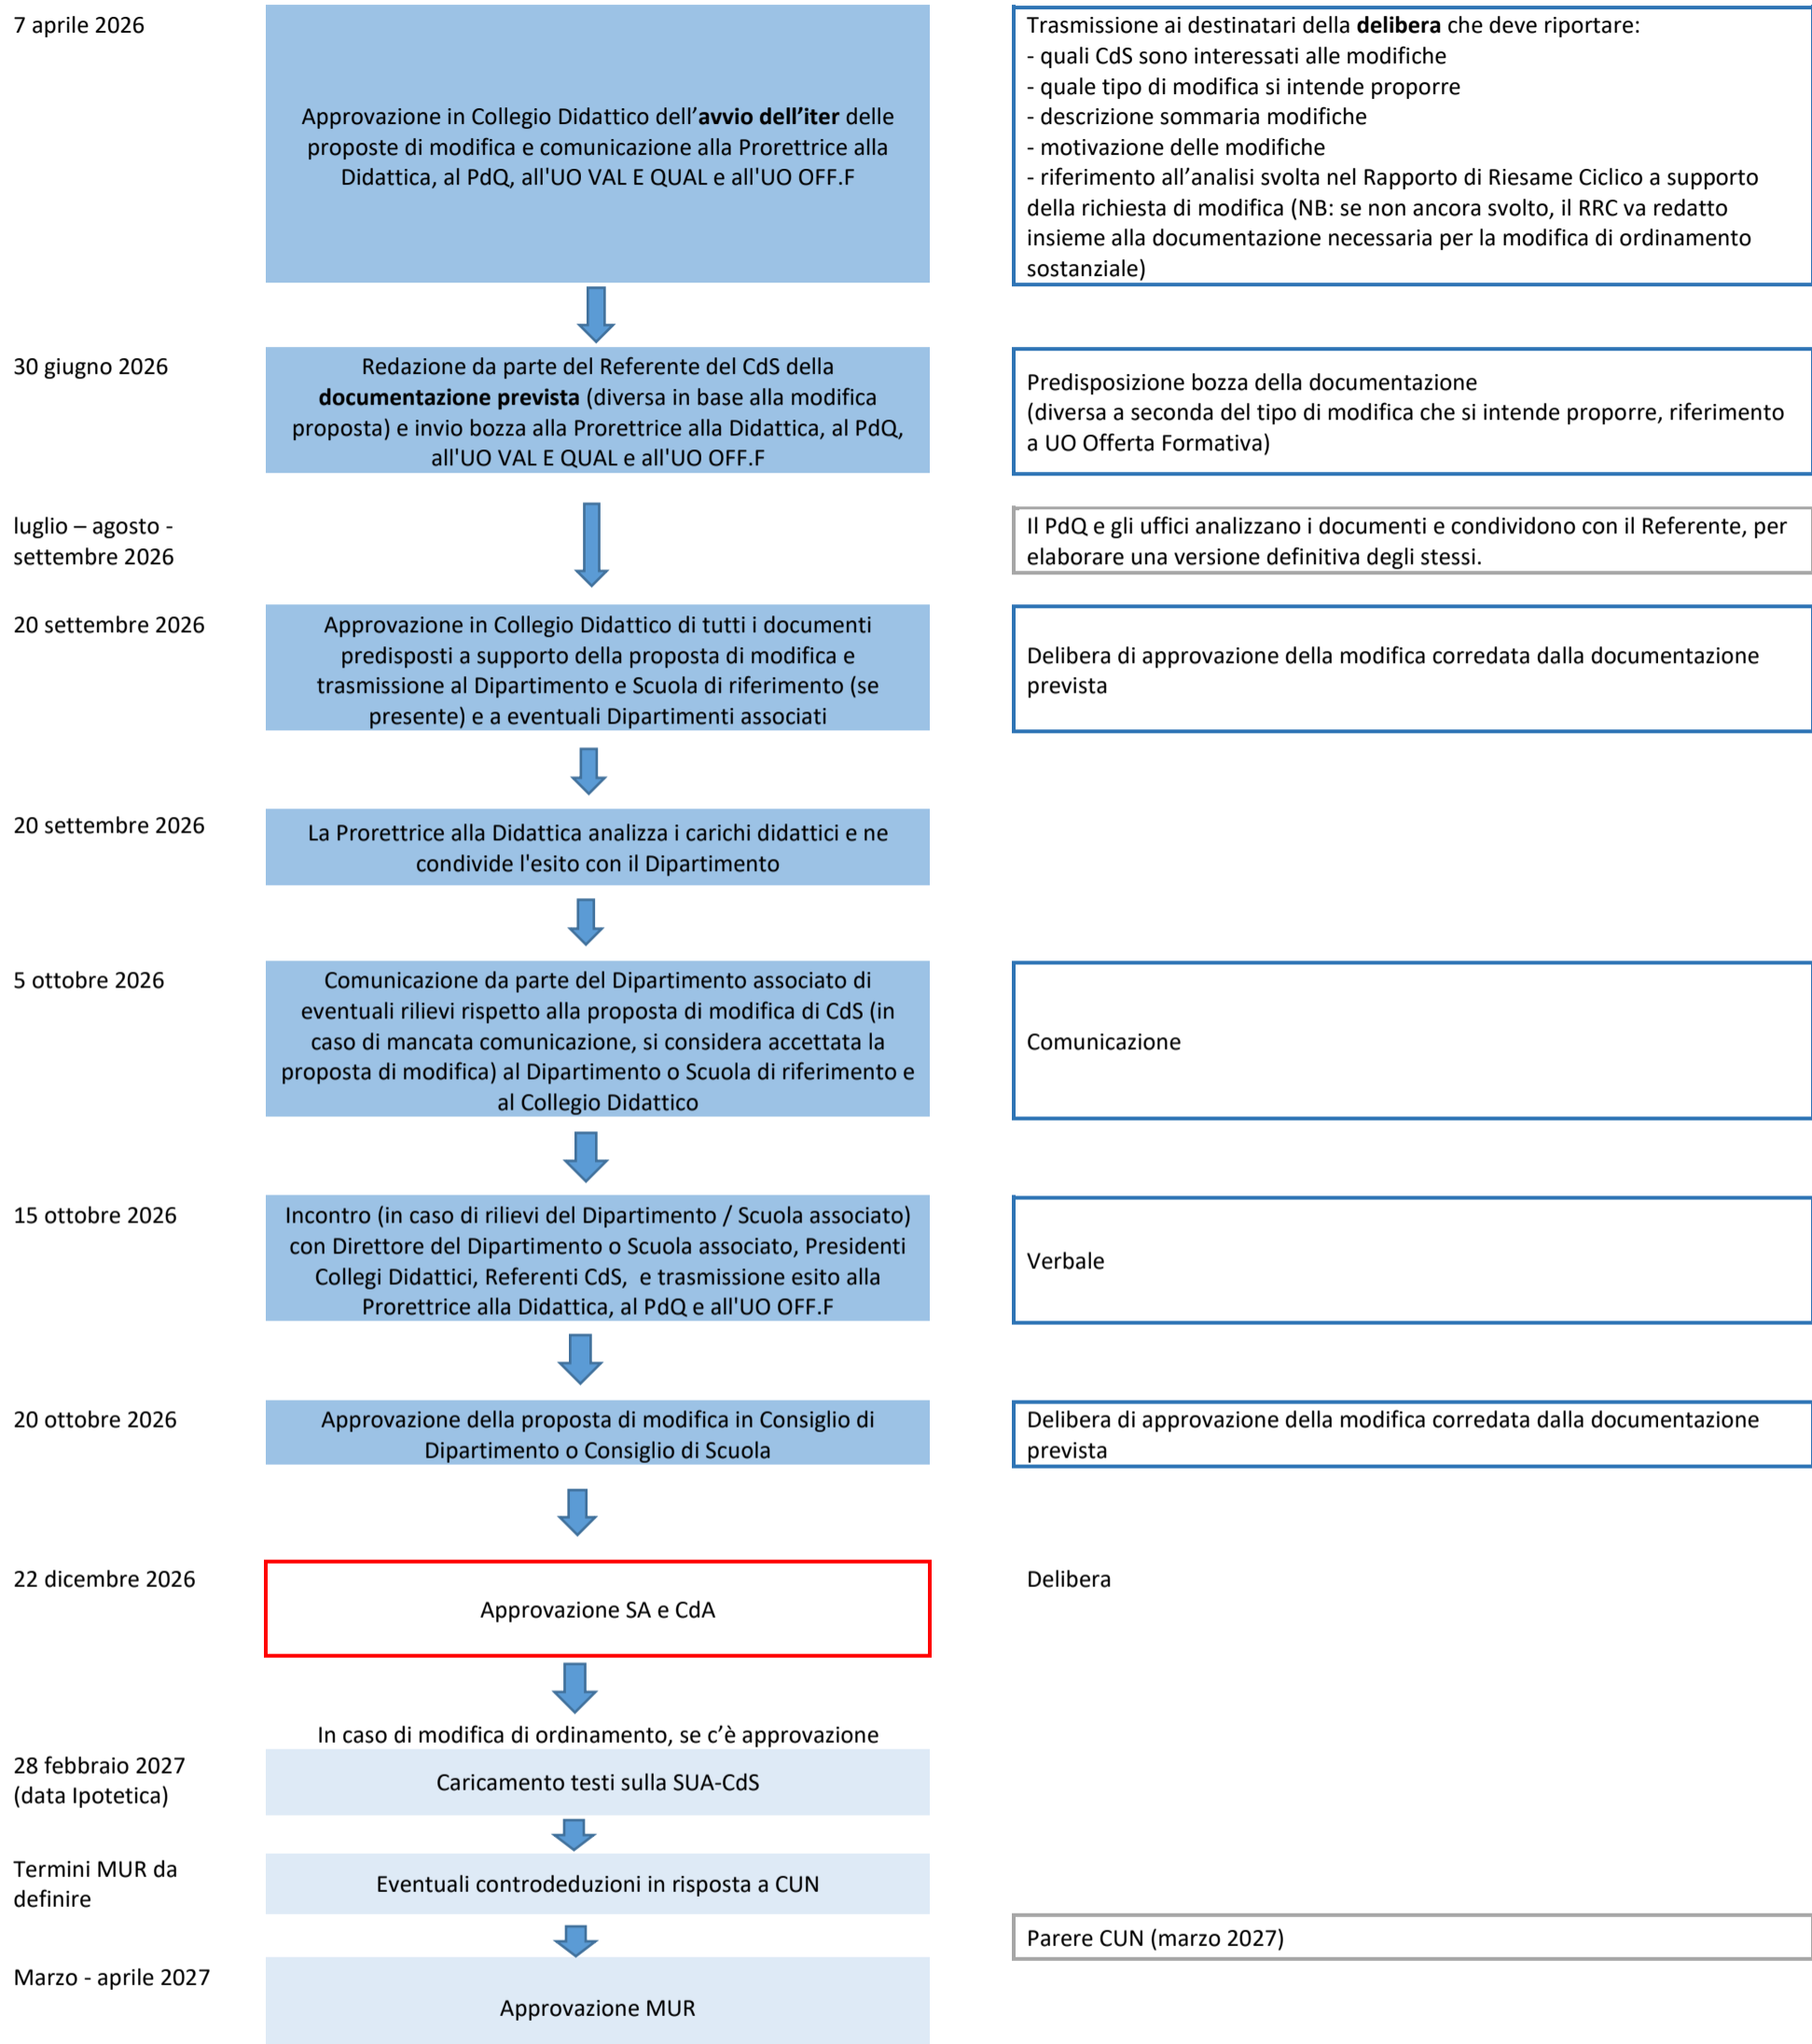 7 aprile 2026
Approvazione in Collegio Didattico dell’avvio dell’iter delle
proposte di modifica e comunicazione alla Prorettrice alla
Didattica, al PdQ, all'UO VAL E QUAL e all'UO OFF.F
Trasmissione ai destinatari della delibera che deve riportare:
- quali CdS sono interessati alle modifiche
- quale tipo di modifica si intende proporre
- descrizione sommaria modifiche
- motivazione delle modifiche
- riferimento all’analisi svolta nel Rapporto di Riesame Ciclico a supporto
della richiesta di modifica (NB: se non ancora svolto, il RRC va redatto
insieme alla documentazione necessaria per la modifica di ordinamento
sostanziale)
30 giugno 2026
Redazione da parte del Referente del CdS della
documentazione prevista (diversa in base alla modifica
proposta) e invio bozza alla Prorettrice alla Didattica, al PdQ,
all'UO VAL E QUAL e all'UO OFF.F
Predisposizione bozza della documentazione
(diversa a seconda del tipo di modifica che si intende proporre, riferimento
a UO Offerta Formativa)
luglio – agosto -
settembre 2026
Il PdQ e gli uffici analizzano i documenti e condividono con il Referente, per
elaborare una versione definitiva degli stessi.
20 settembre 2026
Approvazione in Collegio Didattico di tutti i documenti
predisposti a supporto della proposta di modifica e
trasmissione al Dipartimento e Scuola di riferimento (se
presente) e a eventuali Dipartimenti associati
Delibera di approvazione della modifica corredata dalla documentazione
prevista
20 settembre 2026
La Prorettrice alla Didattica analizza i carichi didattici e ne
condivide l'esito con il Dipartimento
5 ottobre 2026
Comunicazione da parte del Dipartimento associato di
eventuali rilievi rispetto alla proposta di modifica di CdS (in
caso di mancata comunicazione, si considera accettata la
proposta di modifica) al Dipartimento o Scuola di riferimento e
al Collegio Didattico
Comunicazione
15 ottobre 2026
Incontro (in caso di rilievi del Dipartimento / Scuola associato)
con Direttore del Dipartimento o Scuola associato, Presidenti
Collegi Didattici, Referenti CdS, e trasmissione esito alla
Prorettrice alla Didattica, al PdQ e all'UO OFF.F
Verbale
20 ottobre 2026
Approvazione della proposta di modifica in Consiglio di
Dipartimento o Consiglio di Scuola
Delibera di approvazione della modifica corredata dalla documentazione
prevista
22 dicembre 2026
Approvazione SA e CdA
Delibera
In caso di modifica di ordinamento, se c’è approvazione
28 febbraio 2027
(data Ipotetica)
Caricamento testi sulla SUA-CdS
Termini MUR da
definire
Eventuali controdeduzioni in risposta a CUN
Parere CUN (marzo 2027)
Marzo - aprile 2027
Approvazione MUR